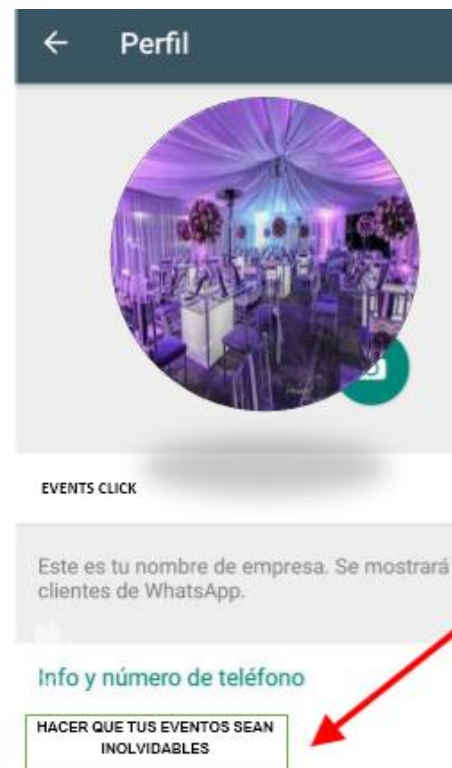 Perfil
EVENTS CLICK
Este es tu nombre de empresa. Se mostrará
clientes de WhatsApp.
Info y número de teléfono
HACER QUE TUS EVENTOS SEAN
INOLVIDABLES